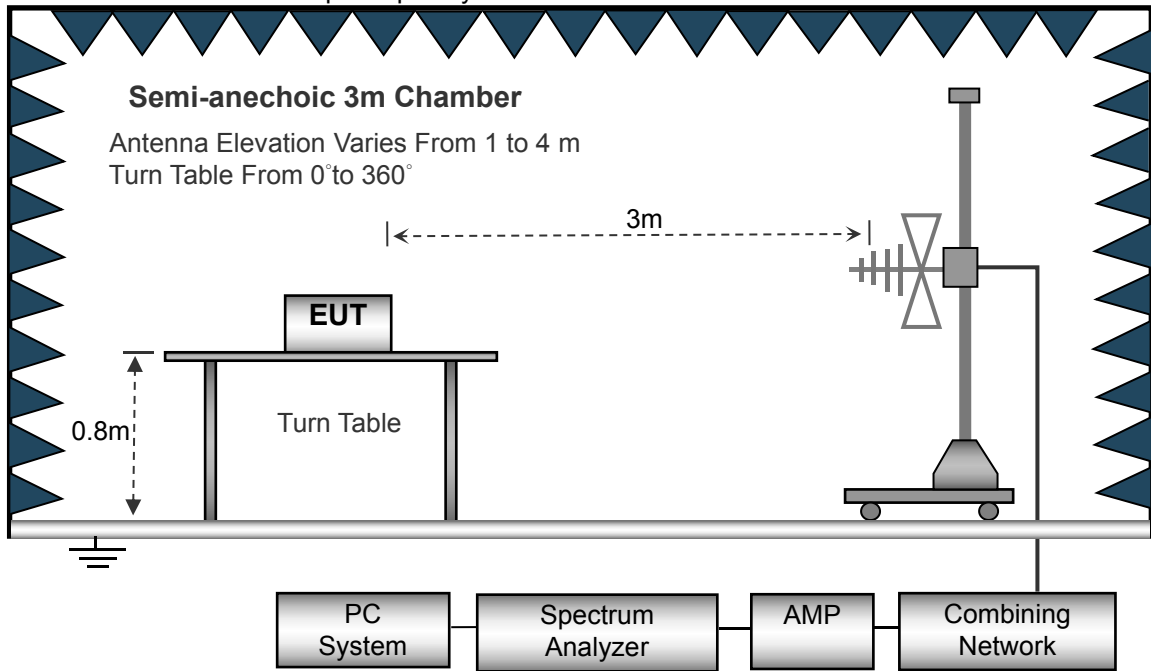 Semi-anechoic 3m Chamber
Antenna Elevation Varies From 1 to 4 m
Turn Table From 0°to 360°
3m
EUT
0.8m
Turn Table
PC
System
Spectrum
Analyzer
AMP
Combining
Network